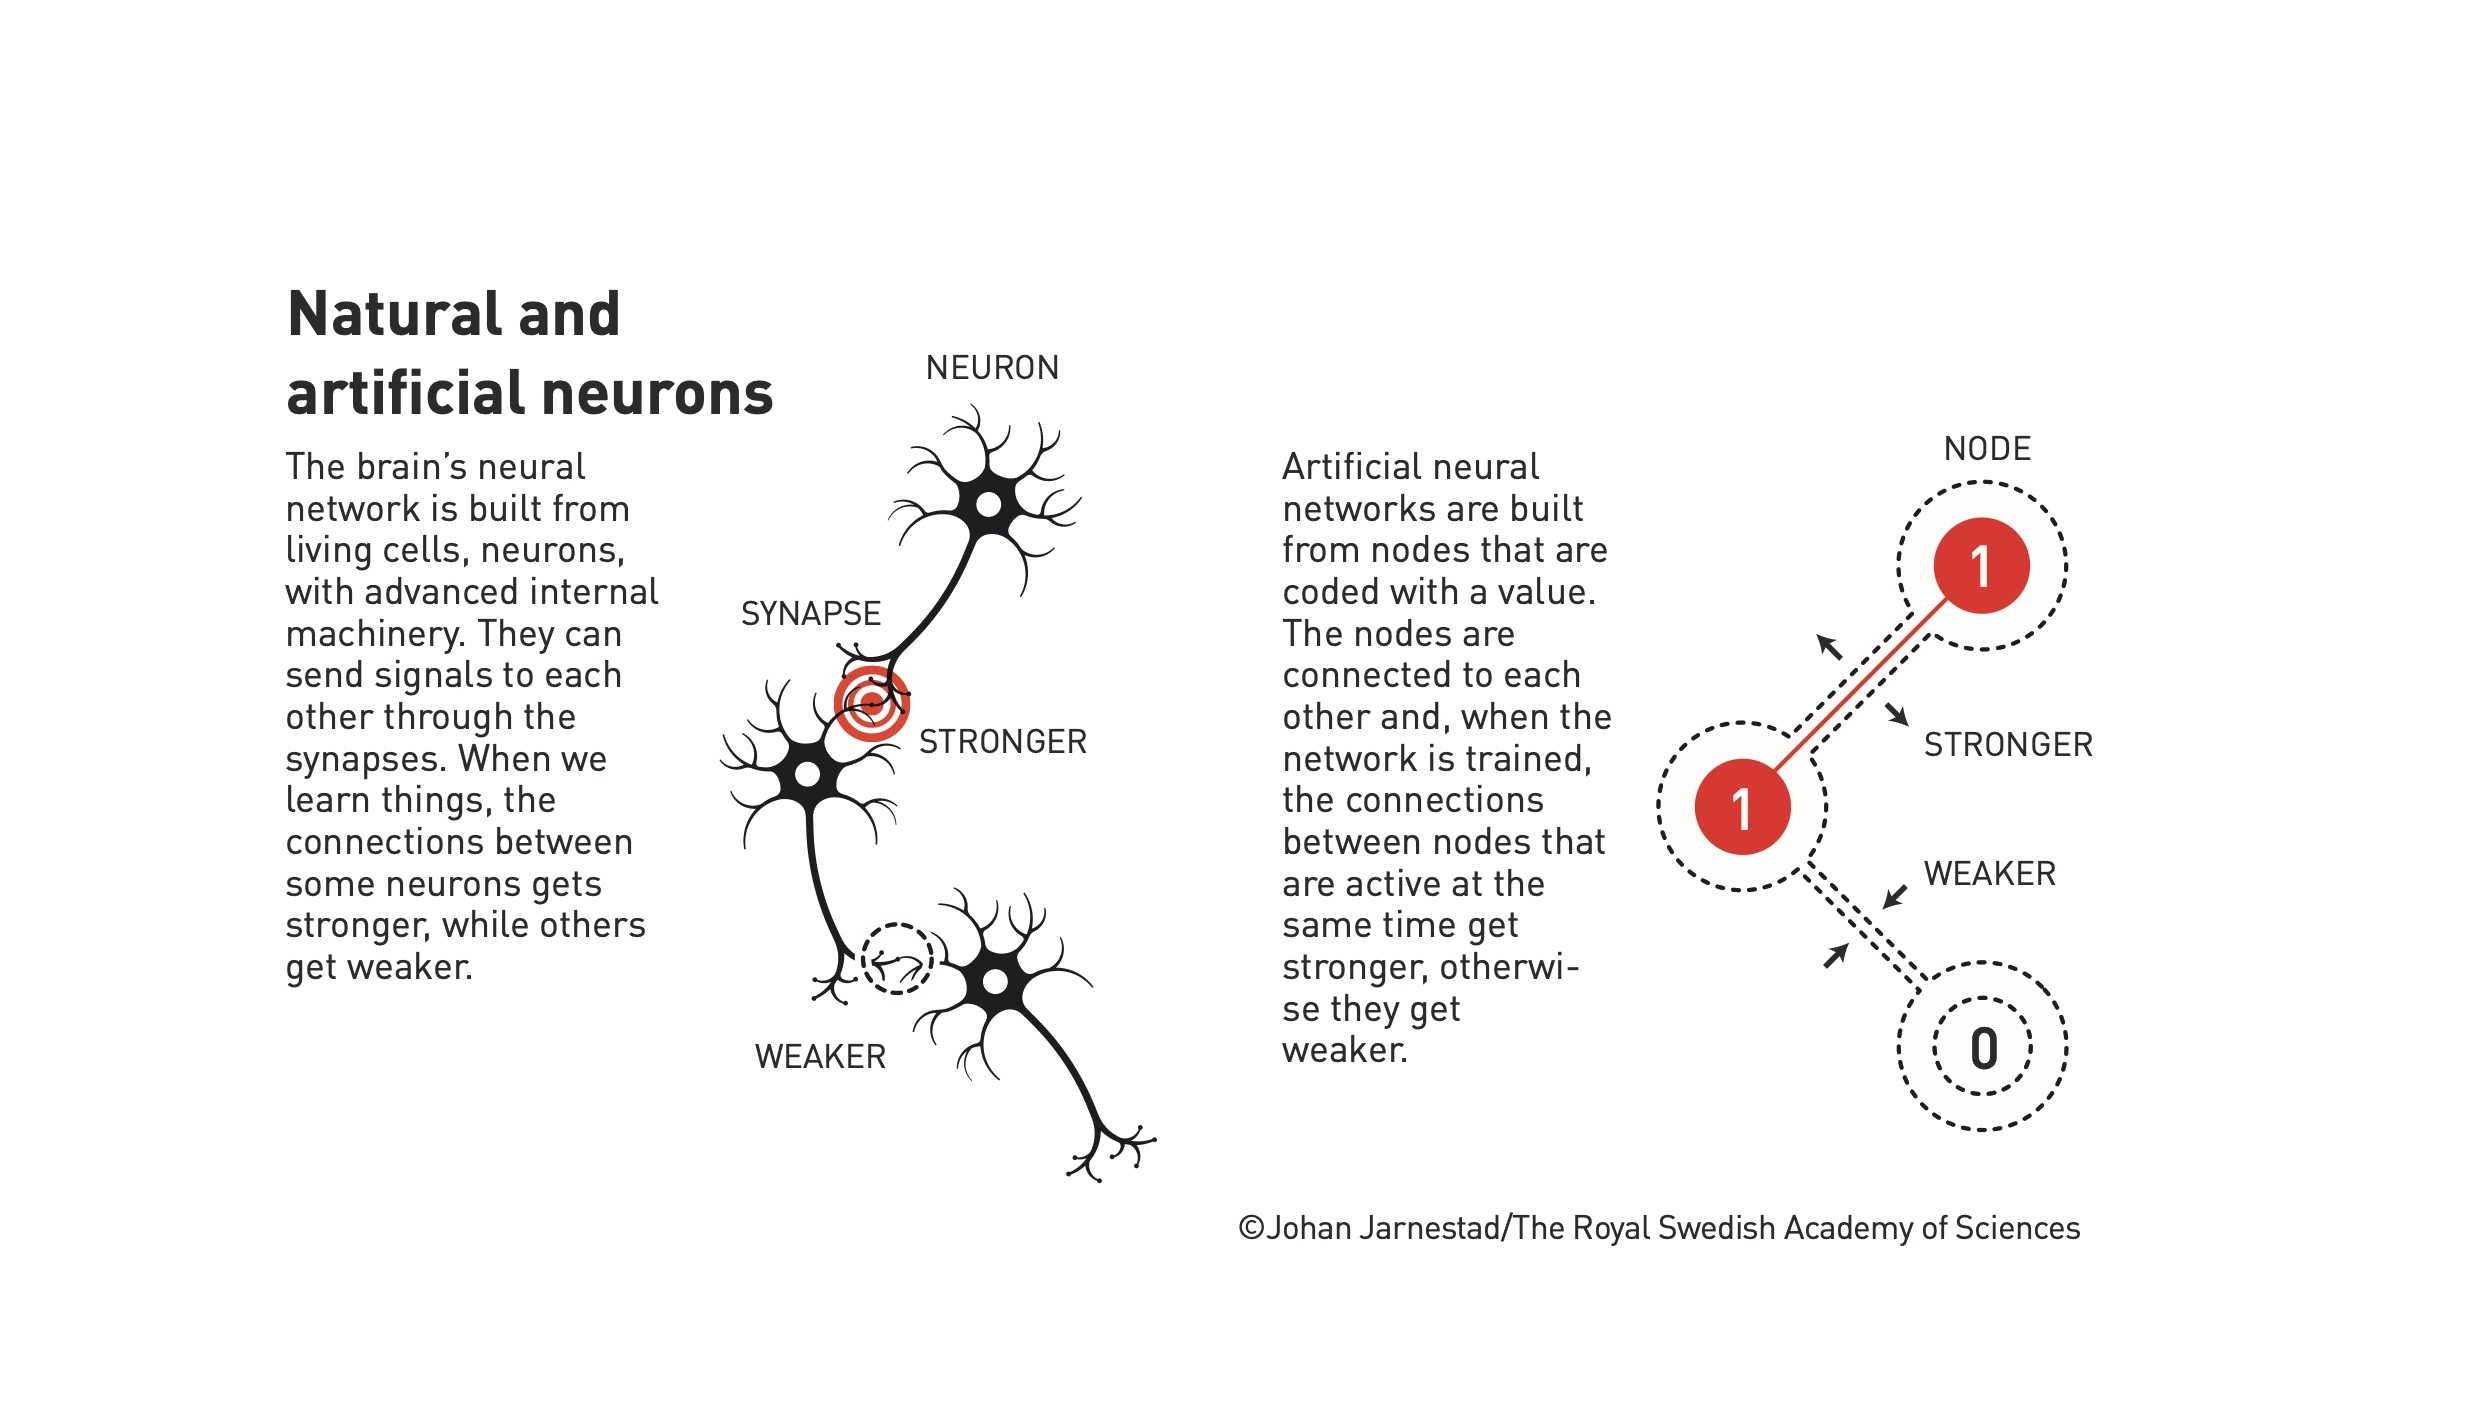 Natural and
artificial neurons
The brain’s neural
network is built from
living cells, neurons,
with advanced internal
machinery. They can
send signals to each
other through the
synapses. When we
learn things, the
connections between
some neurons gets
stronger, while others
get weaker.
NEURON
SYNAPSE
STRONGER
WEAKER
Artificial neural
networks are built
from nodes that are
coded with a value.
The nodes are
connected to each
other and, when the
network is trained,
the connections
between nodes that
are active at the
same time get
stronger, otherwi-
se they get
weaker.
NODE
1
STRONGER
1
WEAKER
0
©Johan Jarnestad/The Royal Swedish Academy of Sciences